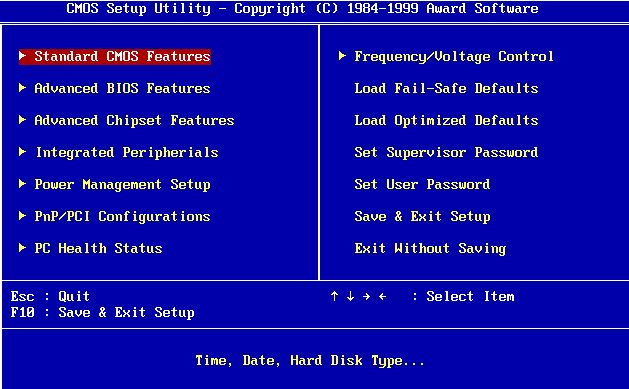 CMOS Setup Utility - Copyright (C) 1984-1999 Award Software
Standard CMOS Features
Advanced BIOS Features
Advanced Chipset Features
Integrated Peripherials
Power Management Setup
PnP/PCI Configurations
PC Health Status
Frequency/Voltage Control
Load Fail-Safe Defaults
Load Optimized Defaults
Set Supervisor Password
Set User Password
Save & Exit Setup
Exit Without Saving
Esc : Quit
F10 : Save & Exit Setup
↑ ↓ → ← : Select Item
Time, Date, Hard Disk Type...